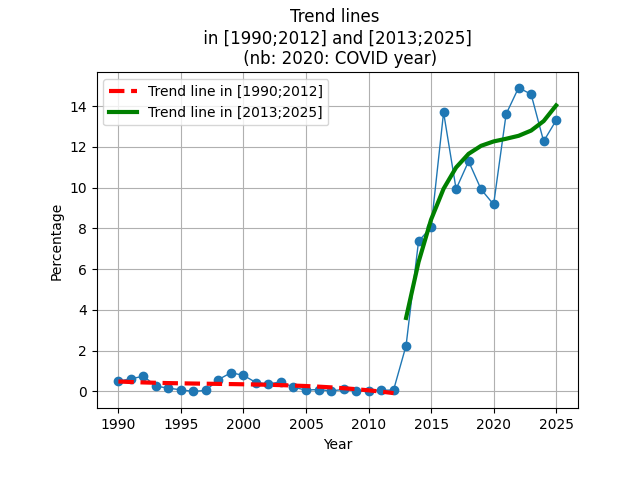 Trend lines
in [1990;2012] and [2013;2025]
(nb: 2020: COVID year)
Trend line in [1990;2012]
Trend line in [2013;2025]
Percentage
14
12
10
8
6
4
2
0
1990 1995 2000 2005 2010 2015 2020 2025
Year